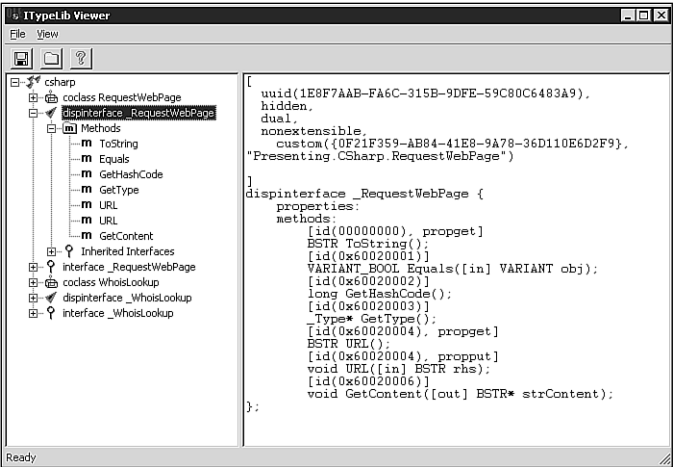 ITypeLib Viewer
File View
csharp
coclass RequestWebPage
dispinterface _RequestWebPage
Methods
m ToString
m Equals
m GetHashCode
m GetType
m URL
m URL
m GetContent
Inherited Interfaces
interface _RequestWebPage
coclass WhoisLookup
dispinterface _WhoisLookup
interface _WhoisLookup
[
uuid(1E8F7AAB-FA6C-315B-9DFE-59C80C6483A9),
hidden,
dual,
nonextensible,
custom({0F21F359-AB84-41E8-9A78-36D110E6D2F9},
"Presenting.CSharp.RequestWebPage")
]
dispinterface _RequestWebPage {
properties:
methods:
[id(00000000), propget]
BSTR ToString();
[id(0x60020001)]
VARIANT_BOOL Equals([in] VARIANT obj);
[id(0x60020002)]
long GetHashCode();
[id(0x60020003)]
_Type* GetType();
[id(0x60020004), propget]
BSTR URL();
[id(0x60020004), propput]
void URL([in] BSTR rhs);
[id(0x60020006)]
void GetContent([out] BSTR* strContent);
};
Ready